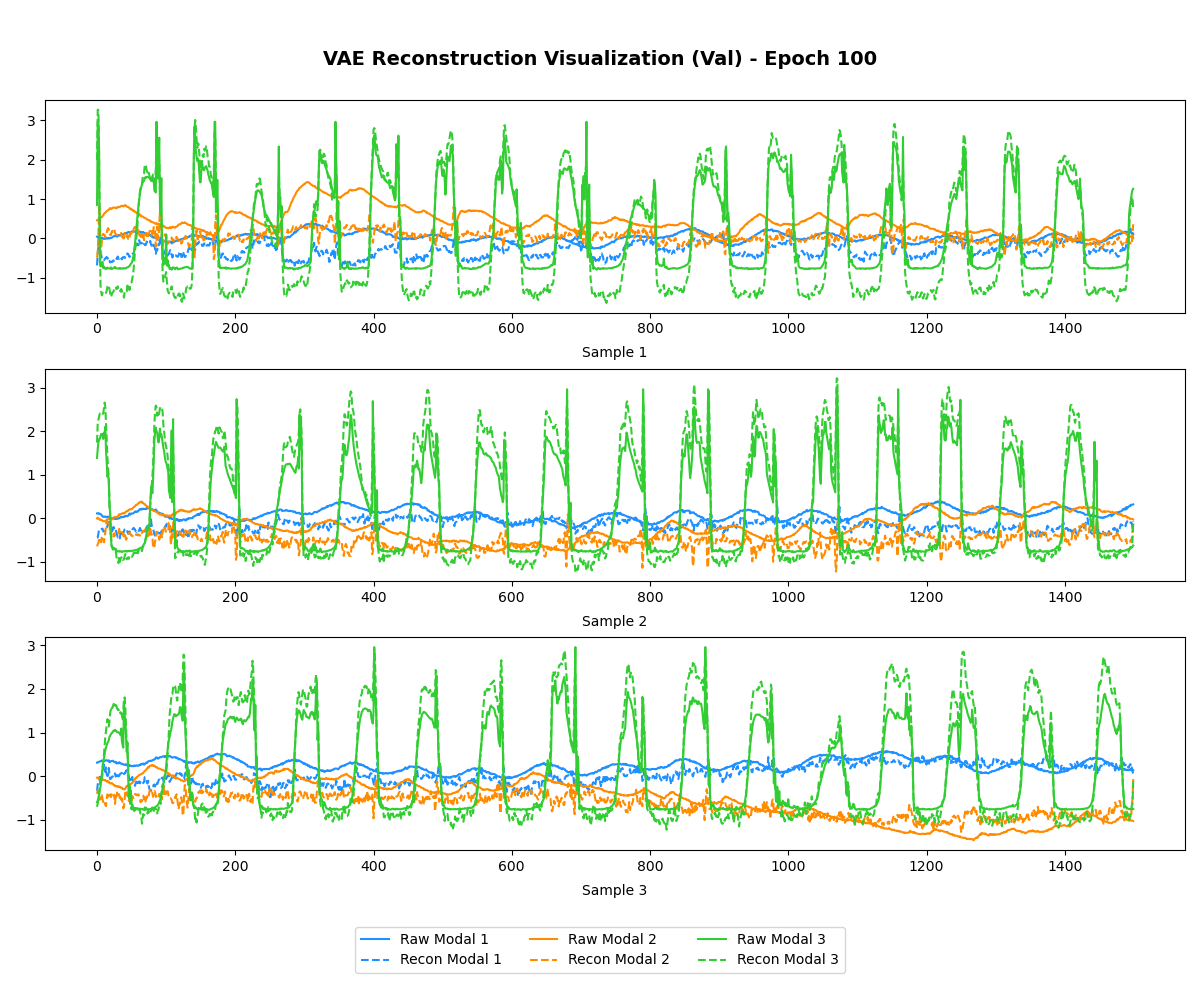 VAE Reconstruction Visualization (Val) - Epoch 100
3
2
1
0
−1
0 200 400 600 800 1000 1200 1400
Sample 1
3
2
1
0
−1
0 200 400 600 800 1000 1200 1400
Sample 2
3
2
1
0
−1
0 200 400 600 800 1000 1200 1400
Sample 3
Raw Modal 1 Raw Modal 2 Raw Modal 3
Recon Modal 1 Recon Modal 2 Recon Modal 3